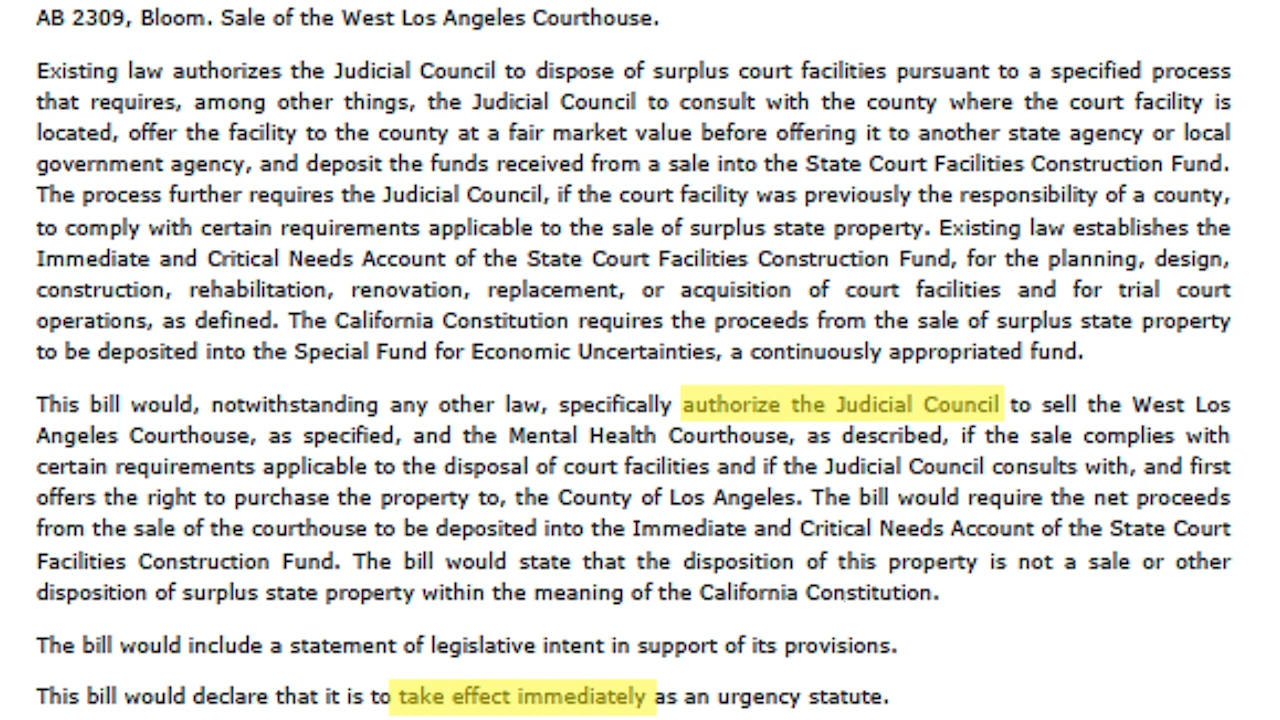 AB 2309, Bloom. Sale of the West Los Angeles Courthouse.
Existing law authorizes the Judicial Council to dispose of surplus court facilities pursuant to a specified process
that requires, among other things, the Judicial Council to consult with the county where the court facility is
located, offer the facility to the county at a fair market value before offering it to another state agency or local
government agency, and deposit the funds received from a sale into the State Court Facilities Construction Fund.
The process further requires the Judicial Council, if the court facility was previously the responsibility of a county,
to comply with certain requirements applicable to the sale of surplus state property. Existing law establishes the
Immediate and Critical Needs Account of the State Court Facilities Construction Fund, for the planning, design,
construction, rehabilitation, renovation, replacement, or acquisition of court facilities and for trial court
operations, as defined. The California Constitution requires the proceeds from the sale of surplus state property
to be deposited into the Special Fund for Economic Uncertainties, a continuously appropriated fund.
This bill would, notwithstanding any other law, specifically authorize the Judicial Council to sell the West Los
Angeles Courthouse, as specified, and the Mental Health Courthouse, as described, if the sale complies with
certain requirements applicable to the disposal of court facilities and if the Judicial Council consults with, and first
offers the right to purchase the property to, the County of Los Angeles. The bill would require the net proceeds
from the sale of the courthouse to be deposited into the Immediate and Critical Needs Account of the State Court
Facilities Construction Fund. The bill would state that the disposition of this property is not a sale or other
disposition of surplus state property within the meaning of the California Constitution.
The bill would include a statement of legislative intent in support of its provisions.
This bill would declare that it is to take effect immediately as an urgency statute.